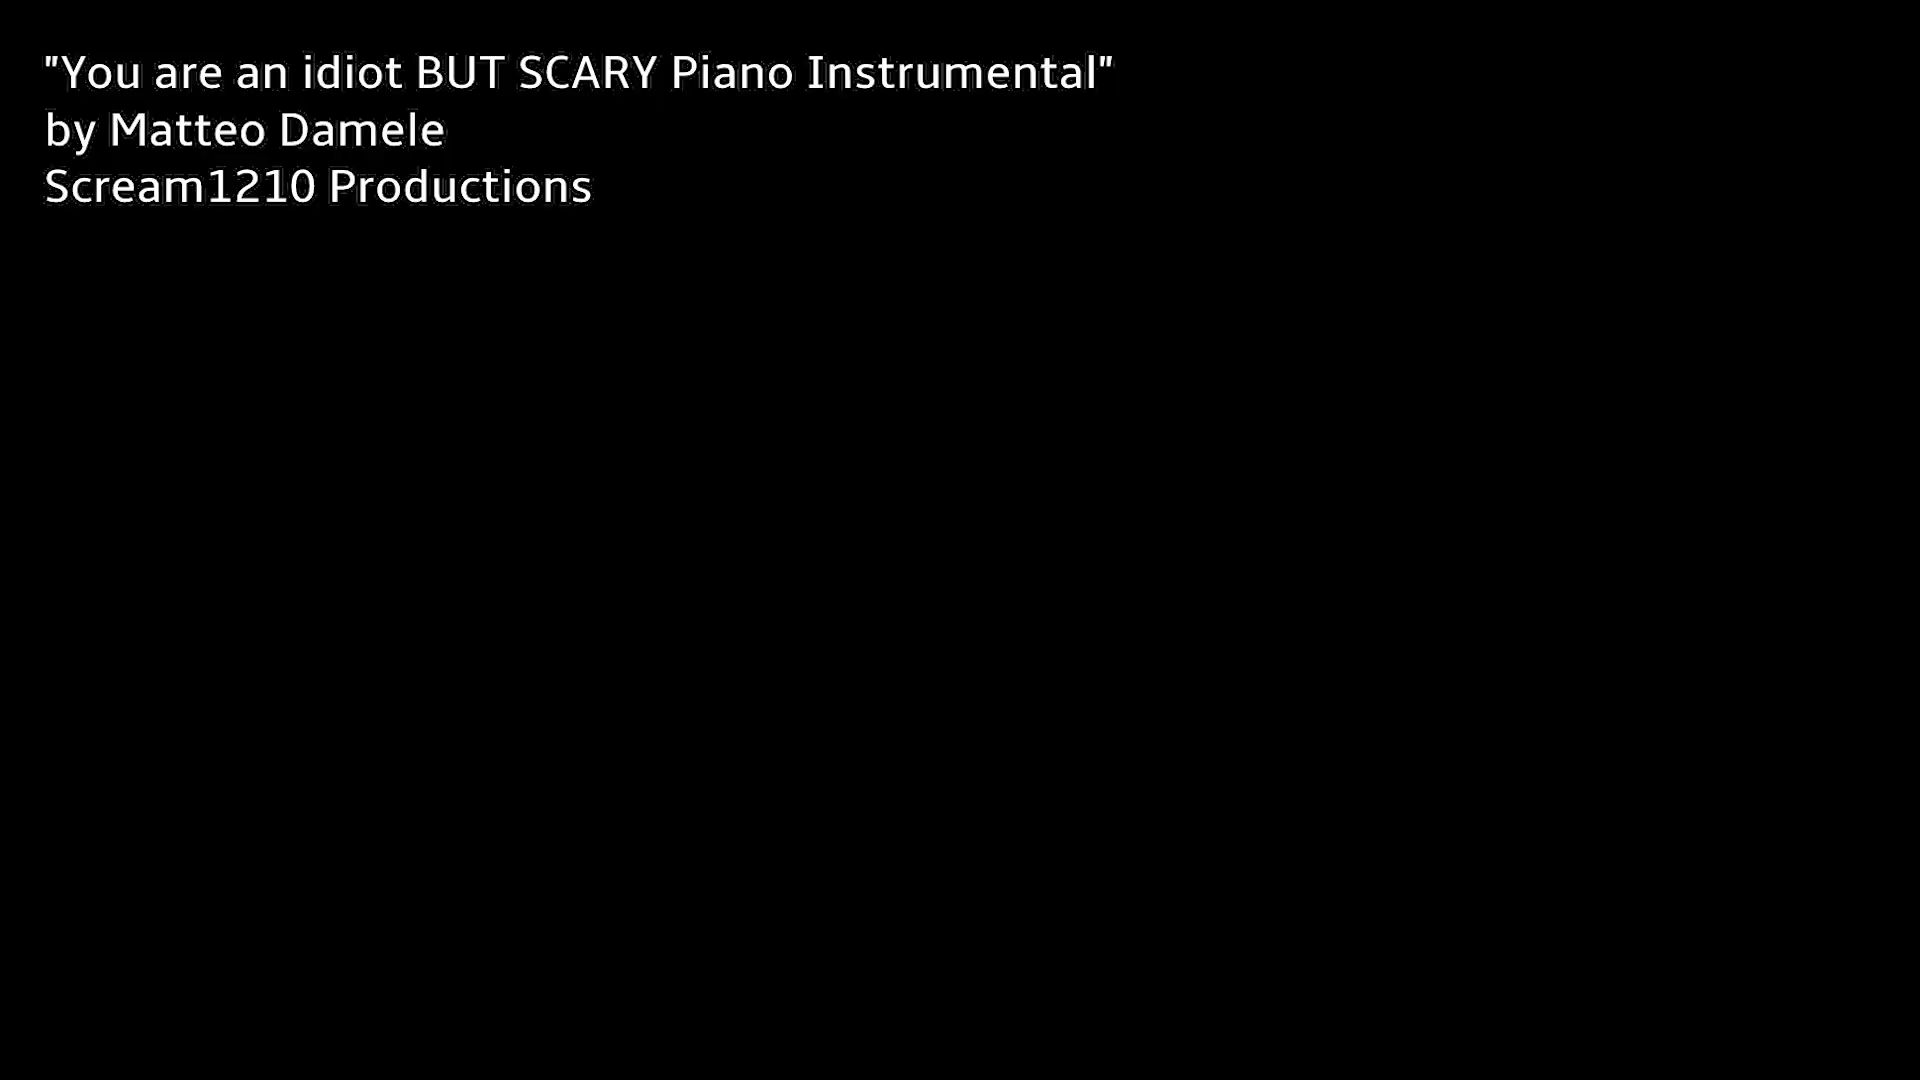 "You are an idiot BUT SCARY Piano Instrumental"
by Matteo Damele
Scream1210 Productions